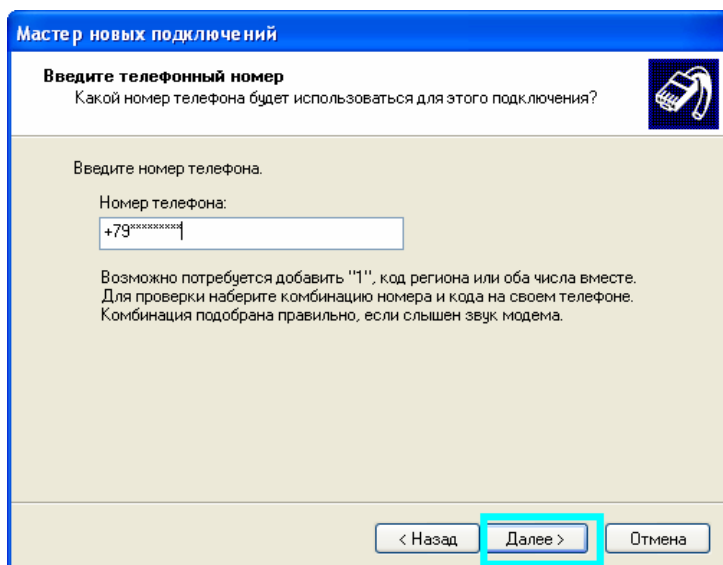 Мастер новых подключений
Введите телефонный номер
Какой номер телефона будет использоваться для этого подключения?
Введите номер телефона.
Номер телефона:
+79*********
Возможно потребуется добавить "1", код региона или оба числа вместе.
Для проверки наберите комбинацию номера и кода на своем телефоне.
Комбинация подобрана правильно, если слышен звук модема.
< Назад
Далее >
Отмена